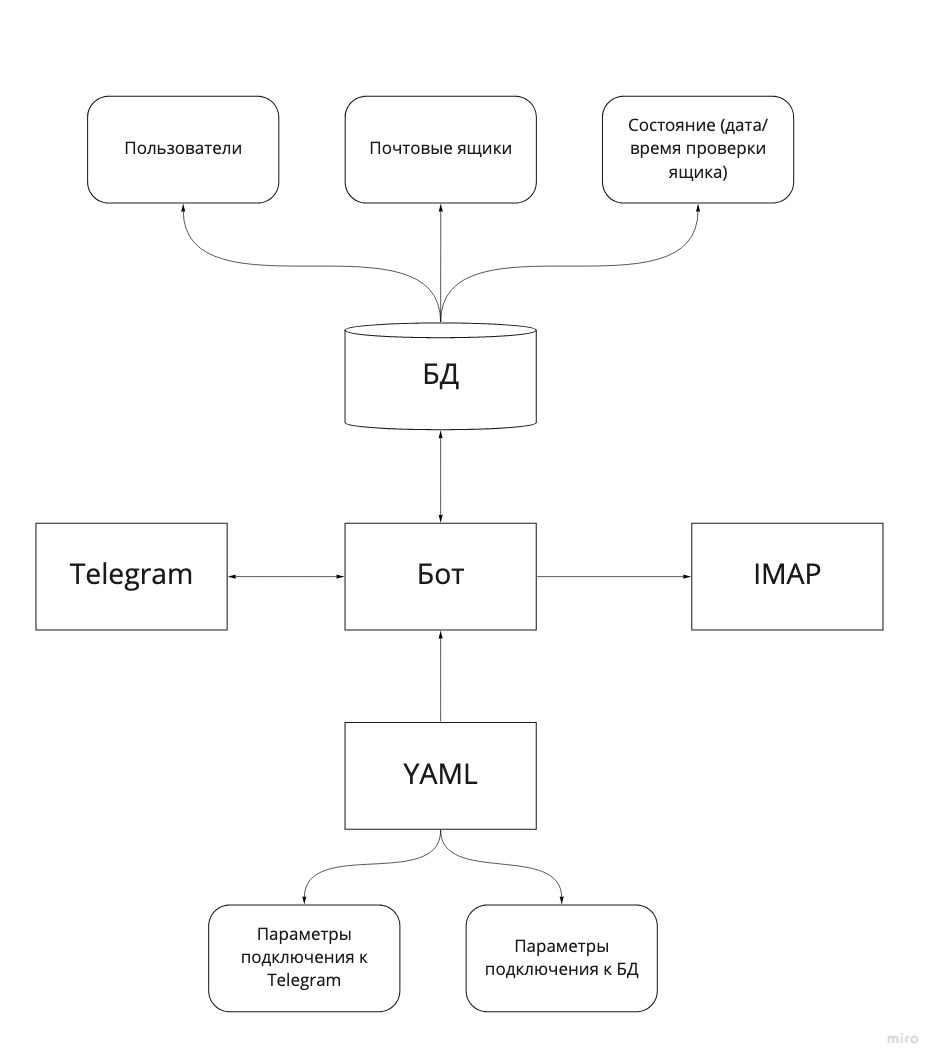 Пользователи
Почтовые ящики
Состояние (дата/
время проверки
ящика)
БД
Telegram
Бот
IMAP
YAML
Параметры
подключения к
Telegram
Параметры
подключения к БД
miro